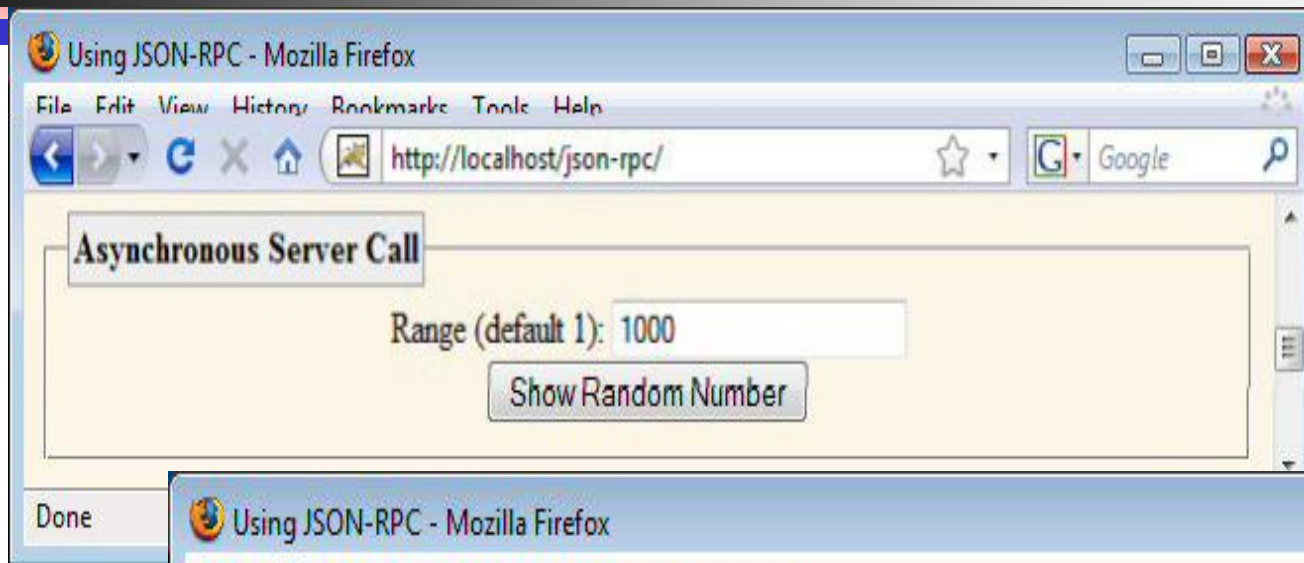 Using JSON-RPC - Mozilla Firefox
File Edit View History Bookmarks Tools Help
http://localhost/json-rpc/
G Google
Asynchronous Server Call
Range (default 1): 1000
Show Random Number
Done
Using JSON-RPC - Mozilla Firefox